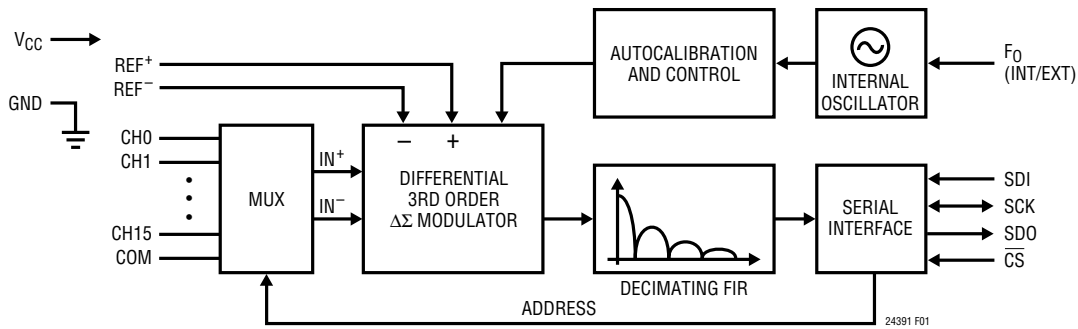 V_CC
GND
REF⁺
REF⁻
CH0
CH1
CH15
COM
MUX
IN⁺
IN⁻
− +
DIFFERENTIAL
3RD ORDER
ΔΣ MODULATOR
AUTOCALIBRATION
AND CONTROL
INTERNAL
OSCILLATOR
F_O
(INT/EXT)
DECIMATING FIR
SERIAL
INTERFACE
SDI
SCK
SDO
C̅S̅
ADDRESS
24391 F01